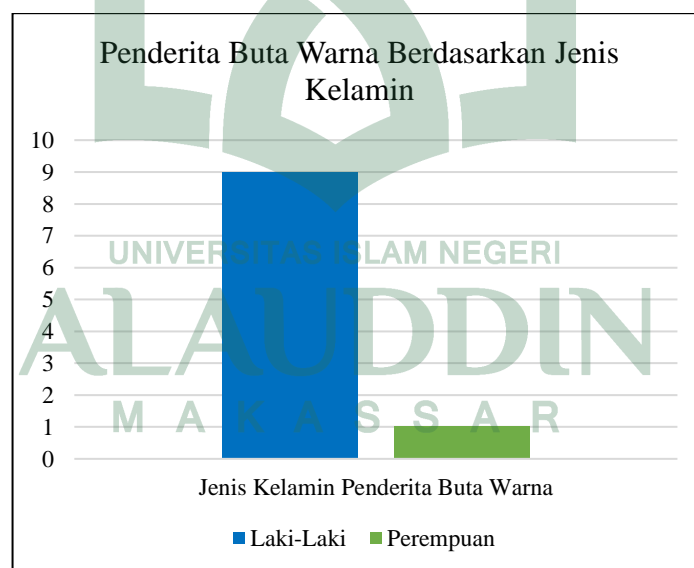 Penderita Buta Warna Berdasarkan Jenis
Kelamin
10
9
8
7
6
5
4
3
2
1
0
UNIVERSITAS ISLAM NEGERI
ALAUDDIN
MAKASSAR
Jenis Kelamin Penderita Buta Warna
Laki-Laki Perempuan